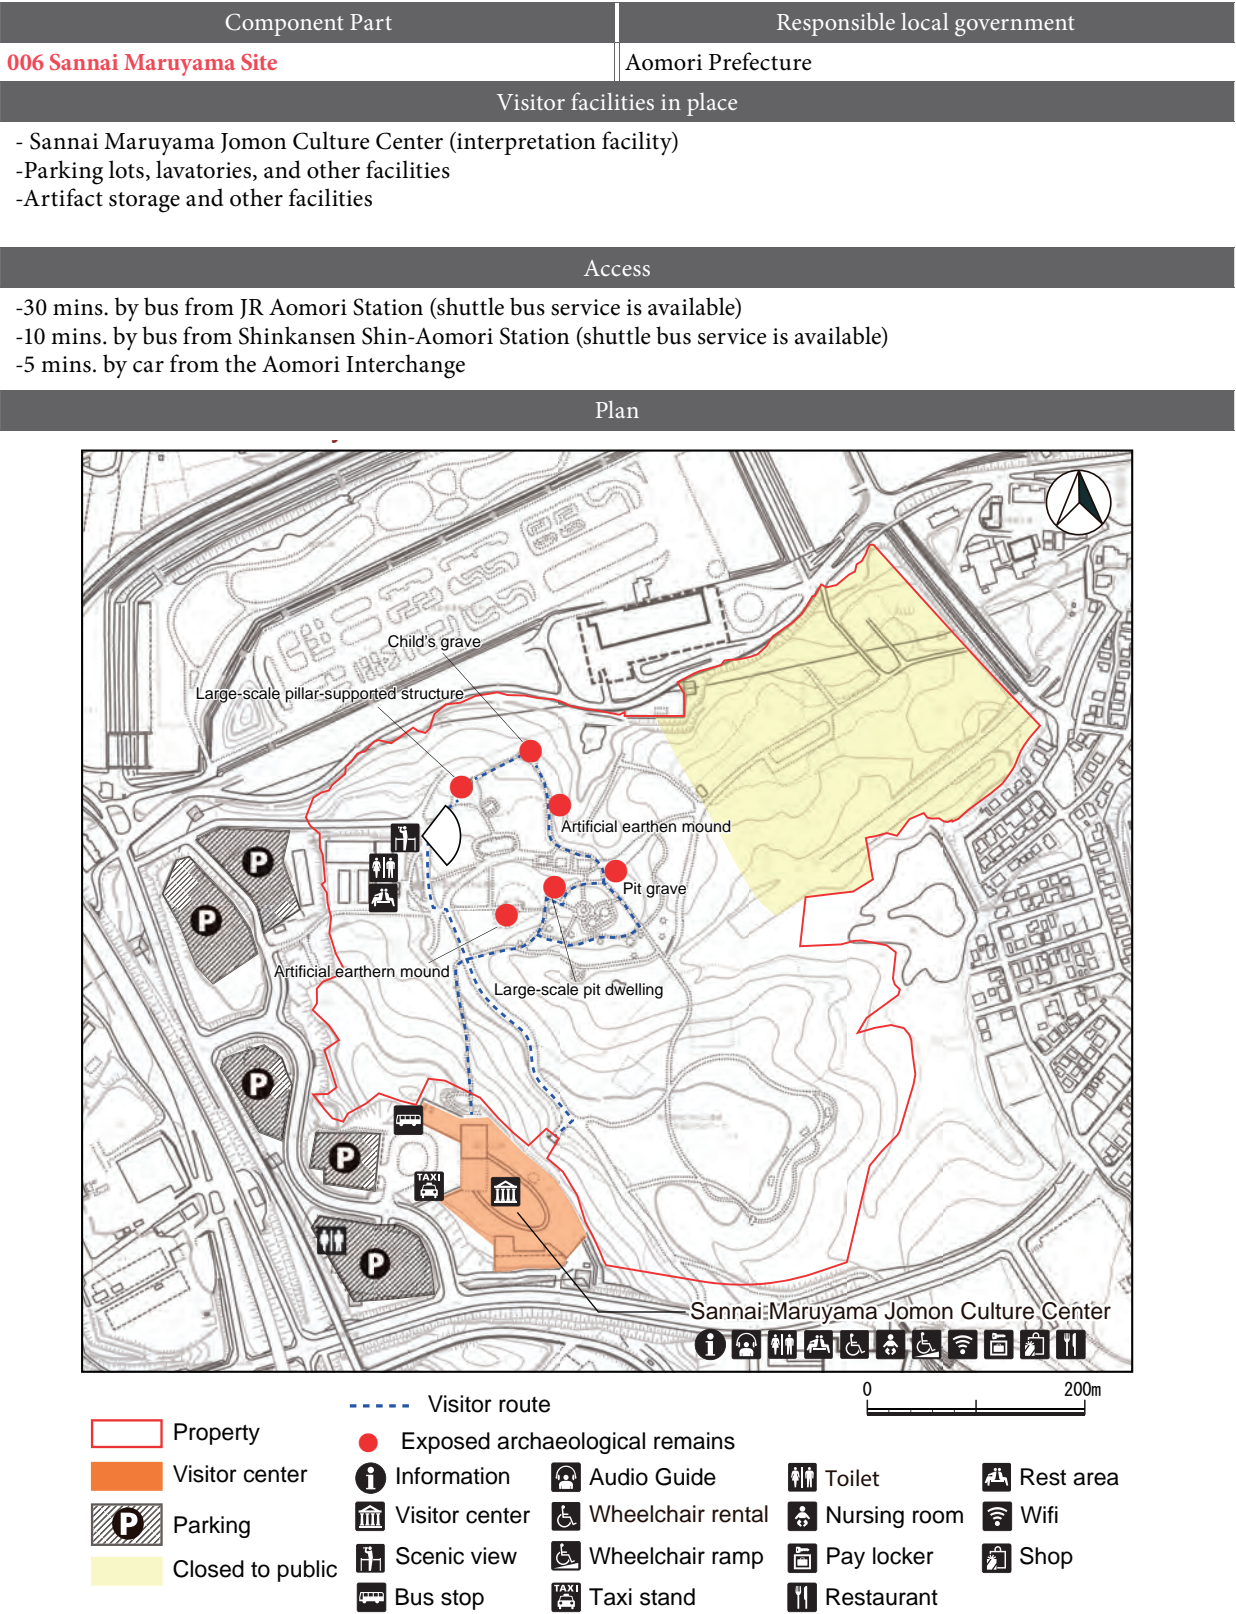 Component Part
Responsible local government
006 Sannai Maruyama Site
Aomori Prefecture
Visitor facilities in place
- Sannai Maruyama Jomon Culture Center (interpretation facility)
-Parking lots, lavatories, and other facilities
-Artifact storage and other facilities
Access
-30 mins. by bus from JR Aomori Station (shuttle bus service is available)
-10 mins. by bus from Shinkansen Shin-Aomori Station (shuttle bus service is available)
-5 mins. by car from the Aomori Interchange
Plan
Child's grave
Large-scale pillar-supported structure
Artificial earthen mound
P
Pit grave
P
Artificial earthern mound
Large-scale pit dwelling
P
P
TAXI
P
Sannai Maruyama Jomon Culture Center
0 200m
Visitor route
Property
Exposed archaeological remains
Visitor center
Information
Audio Guide
Toilet
Rest area
P Parking
Visitor center
Wheelchair rental
Nursing room
Wifi
Closed to public
Scenic view
Wheelchair ramp
Pay locker
Shop
Bus stop
TAXI Taxi stand
Restaurant